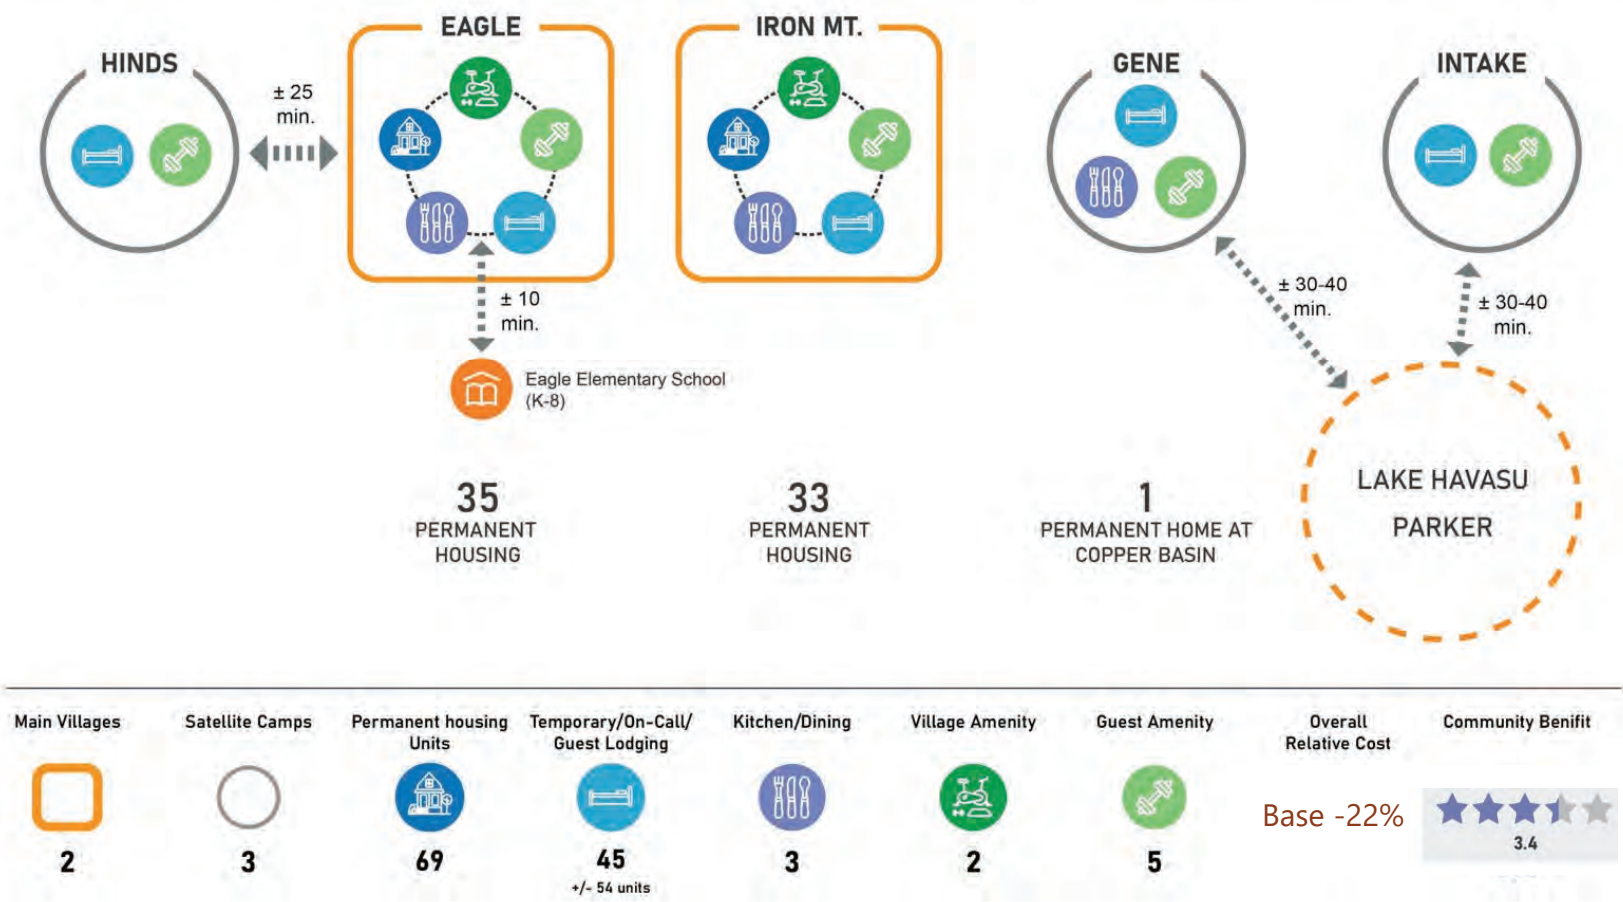 HINDS
± 25
min.
EAGLE
IRON MT.
GENE
INTAKE
± 10
min.
± 30-40
min.
± 30-40
min.
Eagle Elementary School
(K-8)
35
PERMANENT
HOUSING
33
PERMANENT
HOUSING
1
PERMANENT HOME AT
COPPER BASIN
LAKE HAVASU
PARKER
Main Villages
2
Satellite Camps
3
Permanent housing
Units
69
Temporary/On-Call/
Guest Lodging
45
+/- 54 units
Kitchen/Dining
3
Village Amenity
2
Guest Amenity
5
Overall
Relative Cost
Base -22%
Community Benifit
3.4